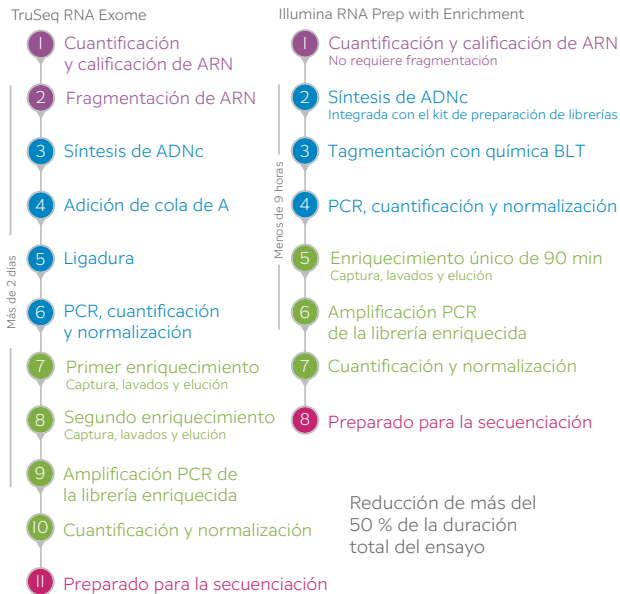 TruSeq RNA Exome
1
Cuantificación
y calificación de ARN
2
Fragmentación de ARN
3
Síntesis de ADNc
4
Adición de cola de A
5
Ligadura
6
PCR, cuantificación
y normalización
7
Primer enriquecimiento
Captura, lavados y elución
8
Segundo enriquecimiento
Captura, lavados y elución
9
Amplificación PCR de
la librería enriquecida
10
Cuantificación y normalización
11
Preparado para la secuenciación
Más de 2 días
Illumina RNA Prep with Enrichment
1
Cuantificación y calificación de ARN
No requiere fragmentación
2
Síntesis de ADNc
Integrada con el kit de preparación de librerías
3
Tagmentación con química BLT
4
PCR, cuantificación y normalización
5
Enriquecimiento único de 90 min
Captura, lavados y elución
6
Amplificación PCR
de la librería enriquecida
7
Cuantificación y normalización
8
Preparado para la secuenciación
Menos de 9 horas
Reducción de más del
50 % de la duración
total del ensayo